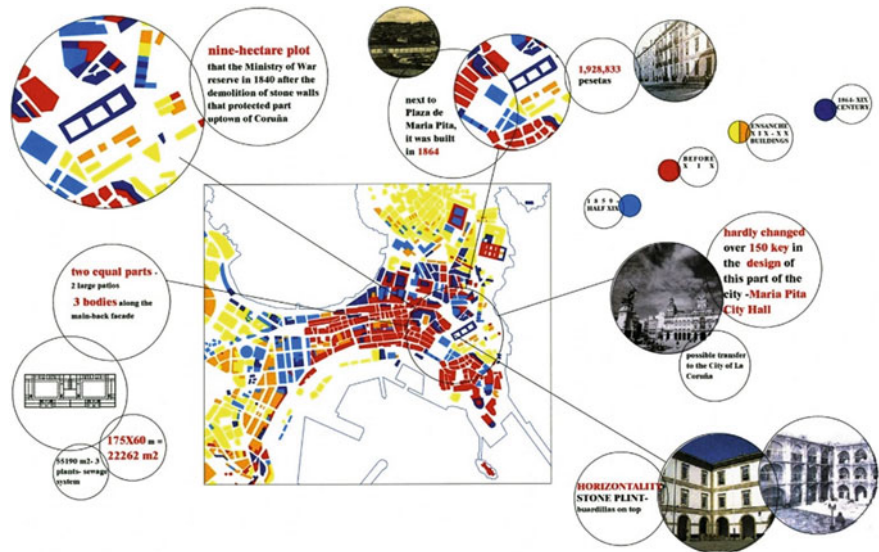 nine-hectare plot
that the Ministry of War
reserve in 1840 after the
demolition of stone walls
that protected part
uptown of Coruña
next to
Plaza de
Maria Pita,
it was built
in 1864
1,928,833
pesetas
1864- XIX
CENTURY
ENSANCHE
XIX-XX
BUILDINGS
BEFORE
XIX
1850-
HALF XIX
hardly changed
over 150 key in
the design of
this part of the
city -Maria Pita
City Hall
possible transfer
to the City of La
Coruña
two equal parts -
2 large patios
3 bodies along the
main-back facade
175X60 m =
22262 m2
55190 m2- 3
plants- sewage
system
HORIZONTALITY
STONE PLINT-
buardillas on top